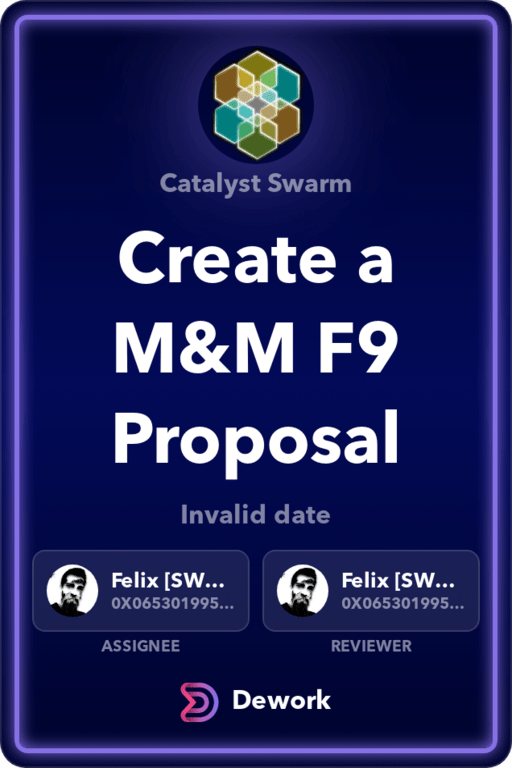 Catalyst Swarm
Create a
M&M F9
Proposal
Invalid date
Felix [SW...
0X065301995...
ASSIGNEE
Felix [SW...
0X065301995...
REVIEWER
Dework